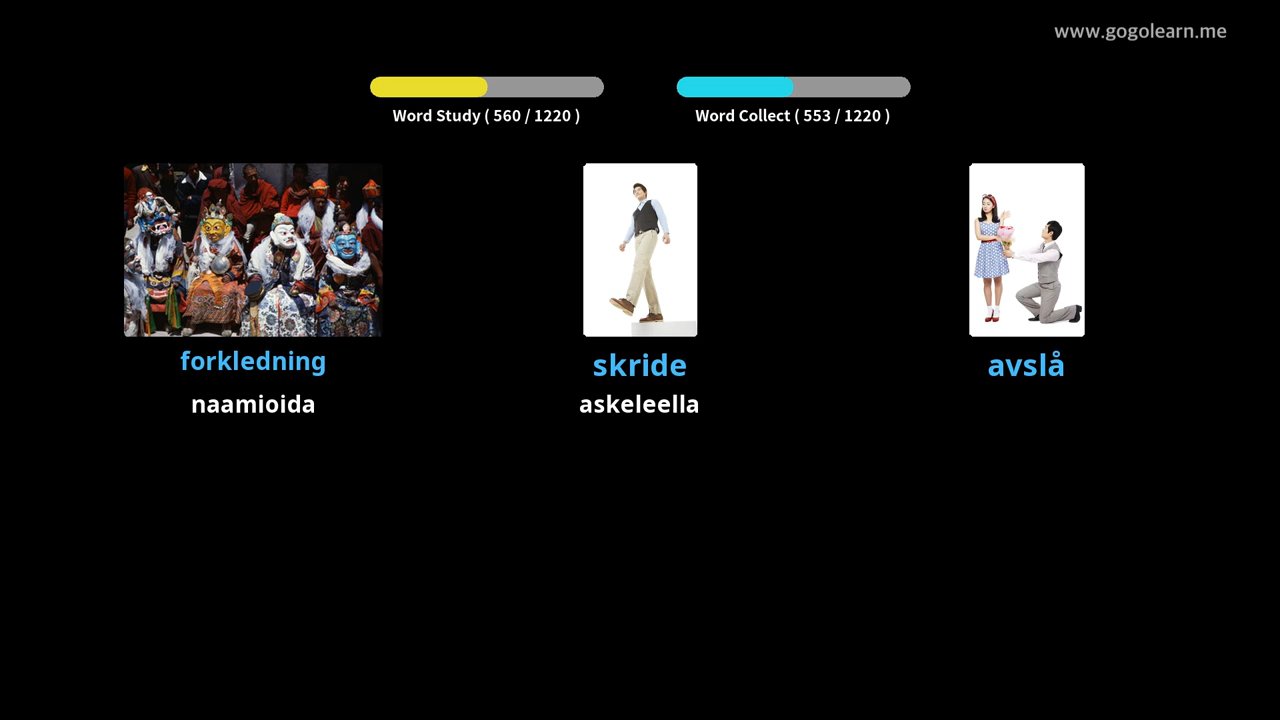 www.gogolearn.me
Word Study ( 560 / 1220 )
Word Collect ( 553 / 1220 )
forkledning
skride
avslå
naamioida
askeleella